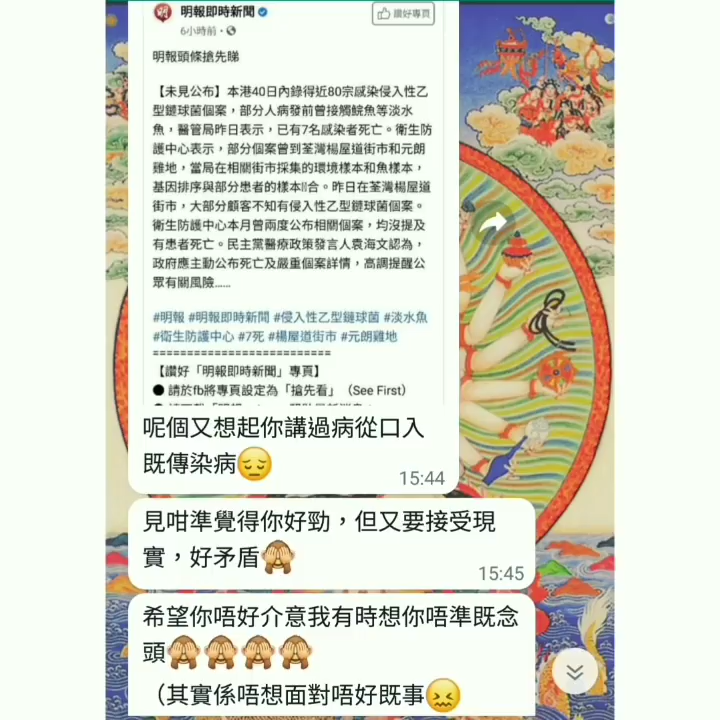 明報即時新聞
6小時前
讚好專頁
明報頭條搶先睇
【未見公布】本港40日內錄得近80宗感染侵入性乙
型鏈球菌個案，部分人病發前曾接觸鯇魚等淡水
魚，醫管局昨日表示，已有7名感染者死亡。衛生防
護中心表示，部分個案曾到荃灣楊屋道街市和元朗
雞地，當局在相關街市採集的環境樣本和魚樣本，
基因排序與部分患者的樣本吻合。昨日在荃灣楊屋道
街市，大部分顧客不知有侵入性乙型鏈球菌個案。
衛生防護中心本月曾兩度公布相關個案，均沒提及
有患者死亡。民主黨醫療政策發言人袁海文認為，
政府應主動公布死亡及嚴重個案詳情，高調提醒公
眾有關風險......
#明報 #明報即時新聞 #侵入性乙型鏈球菌 #淡水魚
#衛生防護中心 #7死 #楊屋道街市 #元朗雞地
==========================
【讚好「明報即時新聞」專頁】
● 請於fb將專頁設定為「搶先看」（See First）
呢個又想起你講過病從口入
既傳染病😔
15:44
見咁準覺得你好勁，但又要接受現
實，好矛盾🙈
15:45
希望你唔好介意我有時想你唔準既念
頭🙈🙈🙈🙈
（其實係唔想面對唔好既事😖